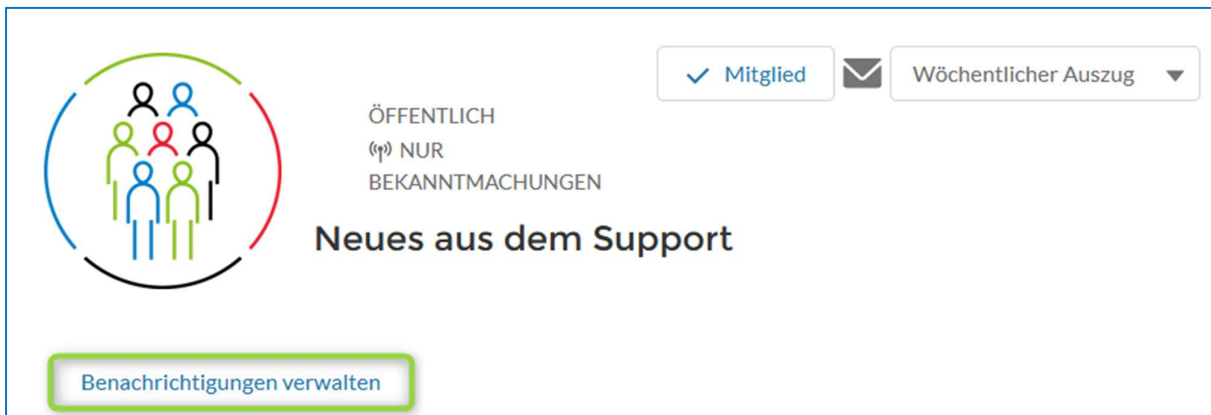 Mitglied
Wöchentlicher Auszug
ÖFFENTLICH
NUR
BEKANNTMACHUNGEN
Neues aus dem Support
Benachrichtigungen verwalten